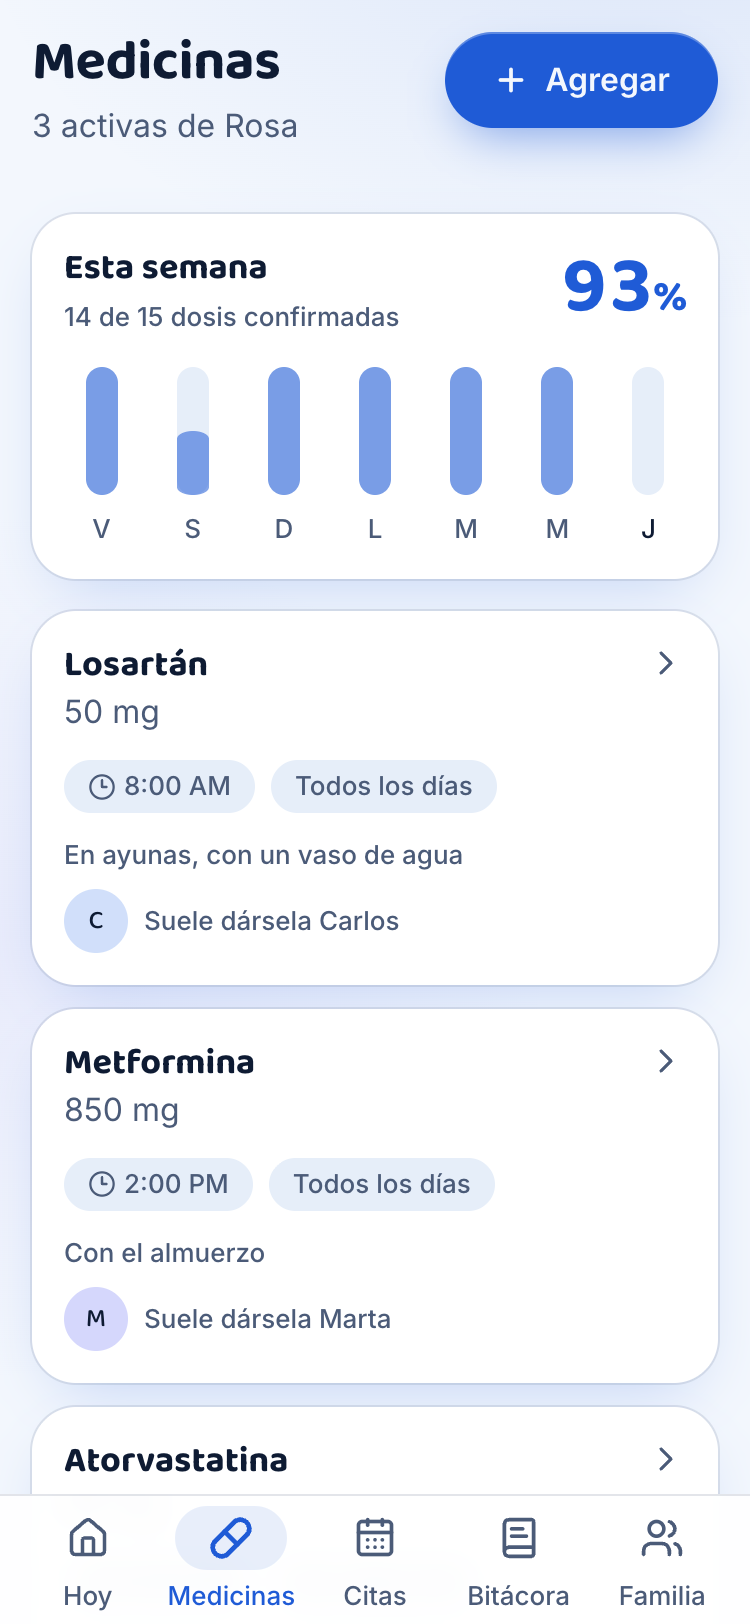 Medicinas
3 activas de Rosa
+ Agregar
Esta semana
14 de 15 dosis confirmadas
93%
V S D L M M J
Losartán
50 mg
8:00 AM Todos los días
En ayunas, con un vaso de agua
C Suele dársela Carlos
Metformina
850 mg
2:00 PM Todos los días
Con el almuerzo
M Suele dársela Marta
Atorvastatina
Hoy Medicinas Citas Bitácora Familia